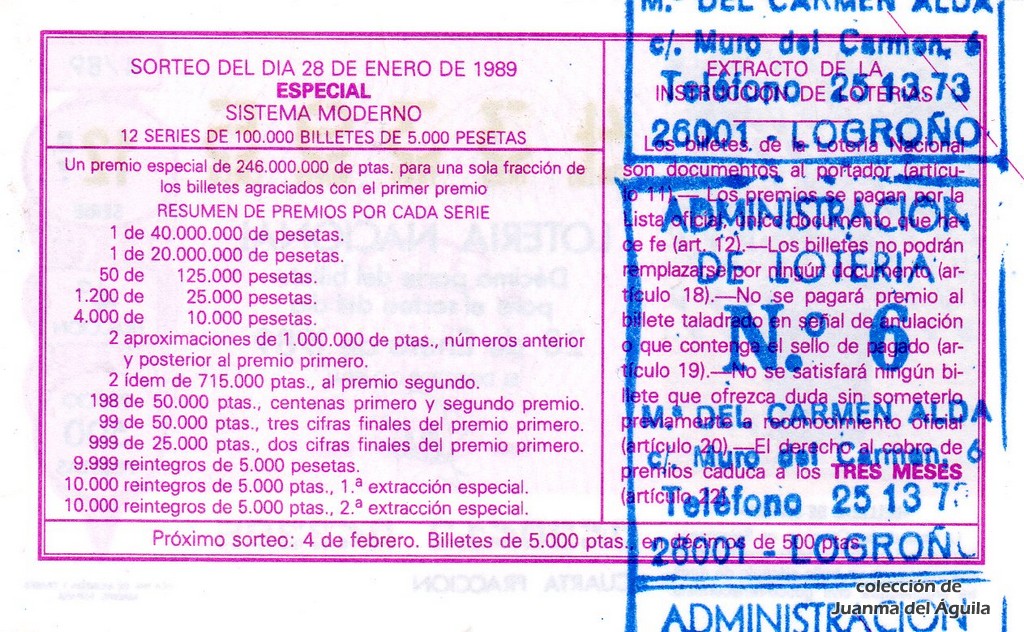 SORTEO DEL DIA 28 DE ENERO DE 1989
ESPECIAL
SISTEMA MODERNO
12 SERIES DE 100.000 BILLETES DE 5.000 PESETAS
Un premio especial de 246.000.000 de ptas. para una sola fracción de
los billetes agraciados con el primer premio
RESUMEN DE PREMIOS POR CADA SERIE
1 de 40.000.000 de pesetas.
1 de 20.000.000 de pesetas.
50 de 125.000 pesetas.
1.200 de 25.000 pesetas.
4.000 de 10.000 pesetas.
2 aproximaciones de 1.000.000 de ptas., números anterior
y posterior al premio primero.
2 ídem de 715.000 ptas., al premio segundo.
198 de 50.000 ptas., centenas primero y segundo premio.
99 de 50.000 ptas., tres cifras finales del premio primero.
999 de 25.000 ptas., dos cifras finales del premio primero.
9.999 reintegros de 5.000 pesetas.
10.000 reintegros de 5.000 ptas., 1.ª extracción especial.
10.000 reintegros de 5.000 ptas., 2.ª extracción especial.
EXTRACTO DE LA
INSTRUCCION DE LOTERIAS
Los billetes de la Lotería Nacional
son documentos al portador (artícu-
lo 11).—Los premios se pagan por la
Lista oficial, único documento que ha-
ce fe (art. 12).—Los billetes no podrán
remplazarse por ningún documento (ar-
tículo 18).—No se pagará premio al
billete taladrado en señal de anulación
o que contenga el sello de pagado (ar-
tículo 19).—No se satisfará ningún bi-
llete que ofrezca duda sin someterlo
previamente a reconocimiento oficial
(artículo 20).—El derecho al cobro de
premios caduca a los TRES MESES
(artículo 22).
Próximo sorteo: 4 de febrero. Billetes de 5.000 ptas. en décimos de 500 ptas.
M.ª DEL CARMEN ALDA
c/. Muro del Carmen, 6
Teléfono 25 13 73
26001 - LOGROÑO
ADMINISTRACION
DE LOTERIA
N.º 6
M.ª DEL CARMEN ALDA
c/. Muro del Carmen, 6
Teléfono 25 13 73
26001 - LOGROÑO
ADMINISTRACION
colección de
Juanma del Águila